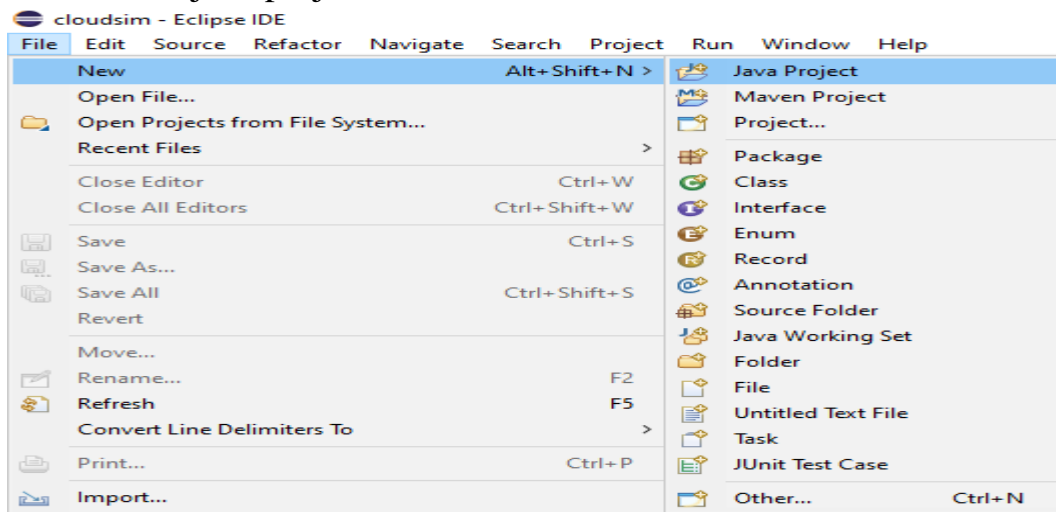 cloudsim - Eclipse IDE
File Edit Source Refactor Navigate Search Project Run Window Help
New Alt+Shift+N >
Open File...
Open Projects from File System...
Recent Files >
Close Editor Ctrl+W
Close All Editors Ctrl+Shift+W
Save Ctrl+S
Save As...
Save All Ctrl+Shift+S
Revert
Move...
Rename... F2
Refresh F5
Convert Line Delimiters To >
Print... Ctrl+P
Import...
Java Project
Maven Project
Project...
Package
Class
Interface
Enum
Record
Annotation
Source Folder
Java Working Set
Folder
File
Untitled Text File
Task
JUnit Test Case
Other... Ctrl+N